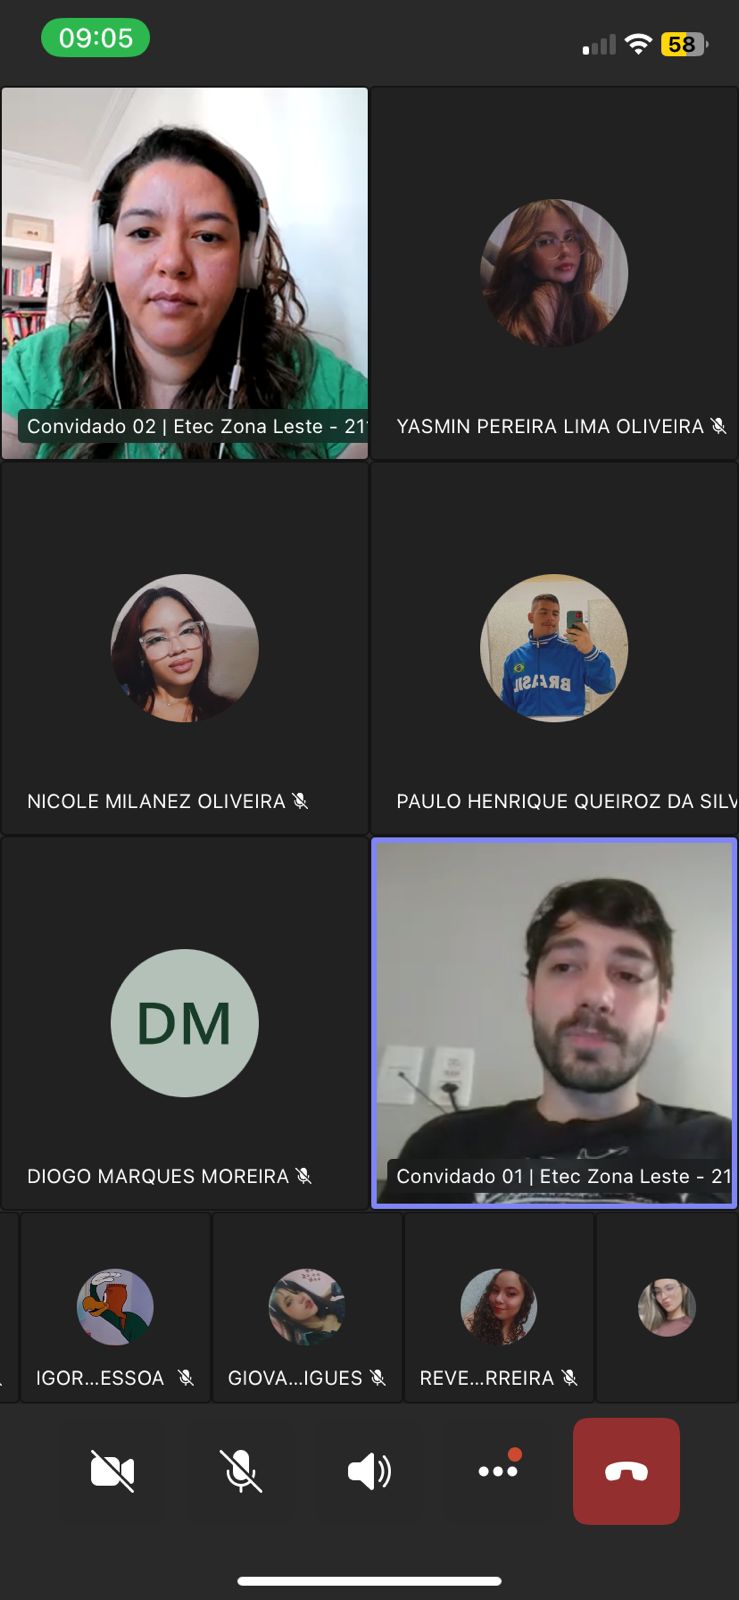 09:05
58
Convidado 02 | Etec Zona Leste - 211
YASMIN PEREIRA LIMA OLIVEIRA
NICOLE MILANEZ OLIVEIRA
BRASIL
PAULO HENRIQUE QUEIROZ DA SILV
DM
DIOGO MARQUES MOREIRA
Convidado 01 | Etec Zona Leste - 21
IGOR...ESSOA
GIOVA...IGUES
REVE...RREIRA